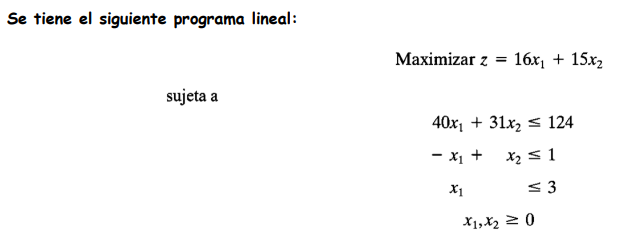 Se tiene el siguiente programa lineal:
Maximizar z = 16x₁ + 15x₂
sujeta a
40x₁ + 31x₂ ≤ 124
− x₁ + x₂ ≤ 1
x₁ ≤ 3
x₁,x₂ ≥ 0